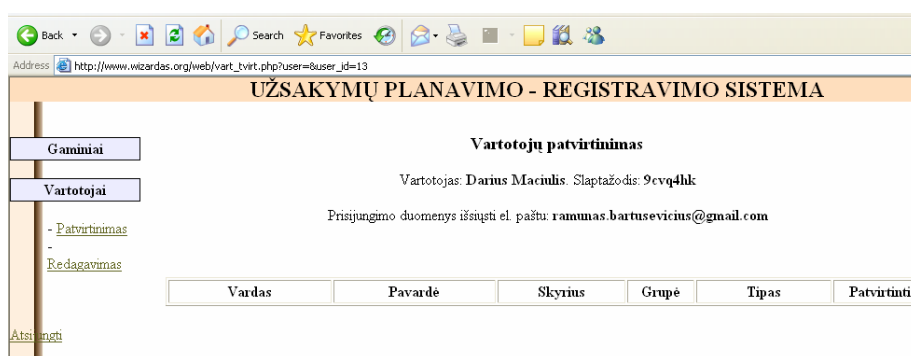 Back
Search
Favorites
Address http://www.wizardas.org/web/vart_tvirt.php?user=&user_id=13
UŽSAKYMŲ PLANAVIMO - REGISTRAVIMO SISTEMA
Gaminiai
Vartotojai
- Patvirtinimas
-
Redagavimas
Atsijungti
Vartotojų patvirtinimas
Vartotojas: Darius Maciulis. Slaptažodis: 9cvq4hk
Prisijungimo duomenys išsiųsti el. paštu: ramunas.bartusevicius@gmail.com
Vardas Pavardė Skyrius Grupė Tipas Patvirtinti